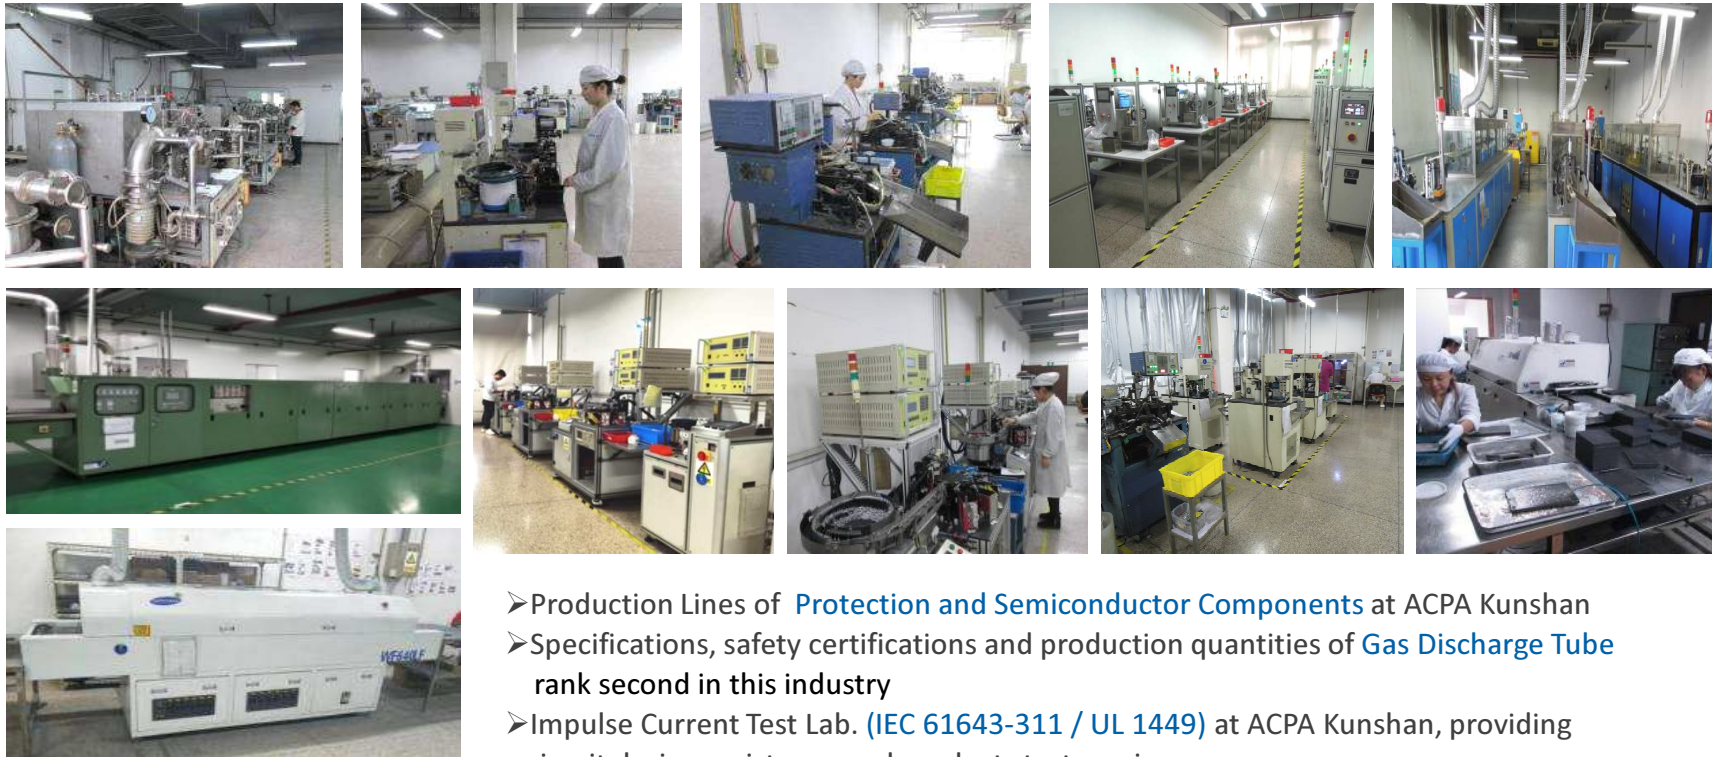 WF640LF
➢Production Lines of Protection and Semiconductor Components at ACPA Kunshan
➢Specifications, safety certifications and production quantities of Gas Discharge Tube
rank second in this industry
➢Impulse Current Test Lab. (IEC 61643-311 / UL 1449) at ACPA Kunshan, providing